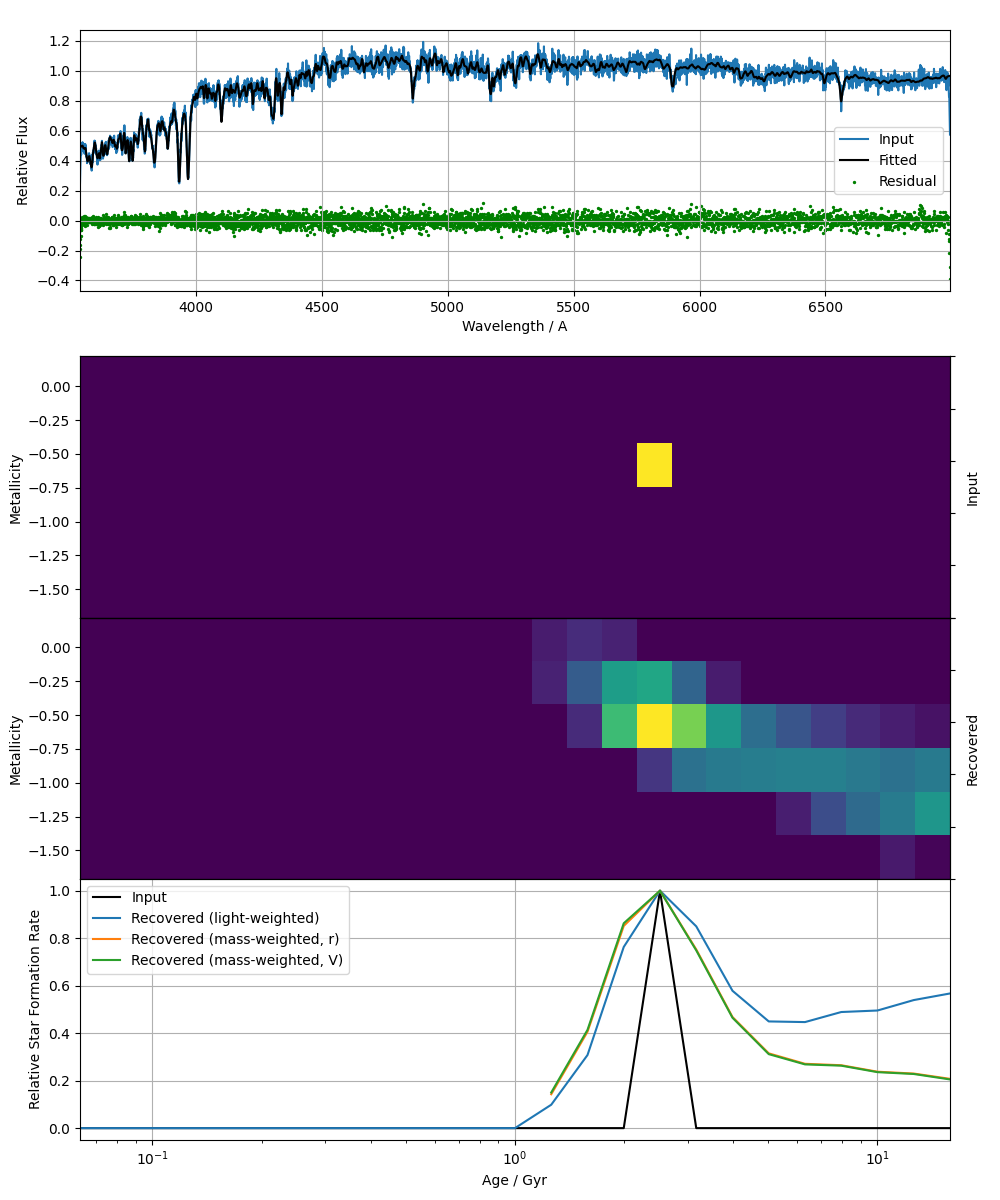 1.2
1.0
0.8
0.6
0.4
0.2
0.0
−0.2
−0.4
Relative Flux
Input
Fitted
Residual
4000 4500 5000 5500 6000 6500
Wavelength / A
0.00
−0.25
−0.50
−0.75
−1.00
−1.25
−1.50
Metallicity
Input
0.00
−0.25
−0.50
−0.75
−1.00
−1.25
−1.50
Metallicity
Recovered
1.0
0.8
0.6
0.4
0.2
0.0
Relative Star Formation Rate
Input
Recovered (light-weighted)
Recovered (mass-weighted, r)
Recovered (mass-weighted, V)
10⁻¹ 10⁰ 10¹
Age / Gyr